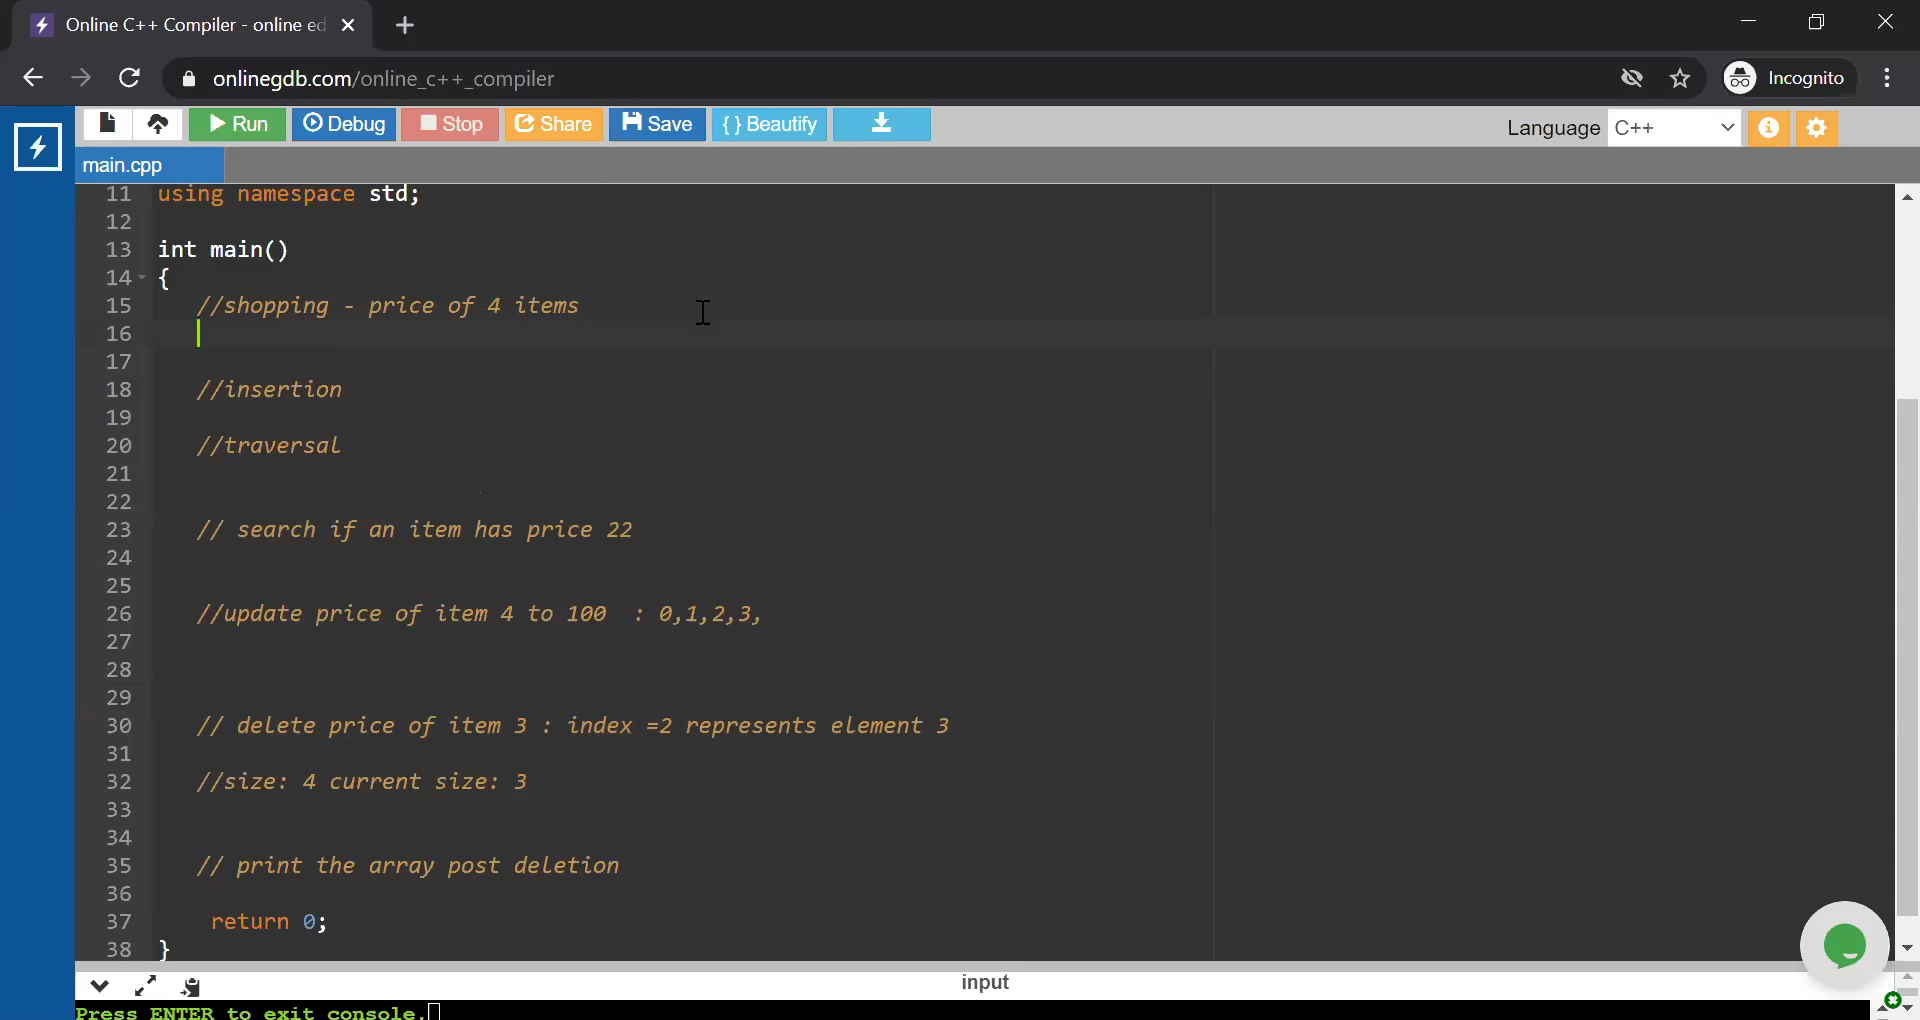 Online C++ Compiler - online ed
onlinegdb.com/online_c++_compiler
Incognito
Run Debug Stop Share Save { } Beautify
Language C++
main.cpp
11 using namespace std;
12
13 int main()
14 {
15 //shopping - price of 4 items
16
17
18 //insertion
19
20 //traversal
21
22
23 // search if an item has price 22
24
25
26 //update price of item 4 to 100  : 0,1,2,3,
27
28
29
30 // delete price of item 3 : index =2 represents element 3
31
32 //size: 4 current size: 3
33
34
35 // print the array post deletion
36
37 return 0;
38 }
input
Press ENTER to exit console.